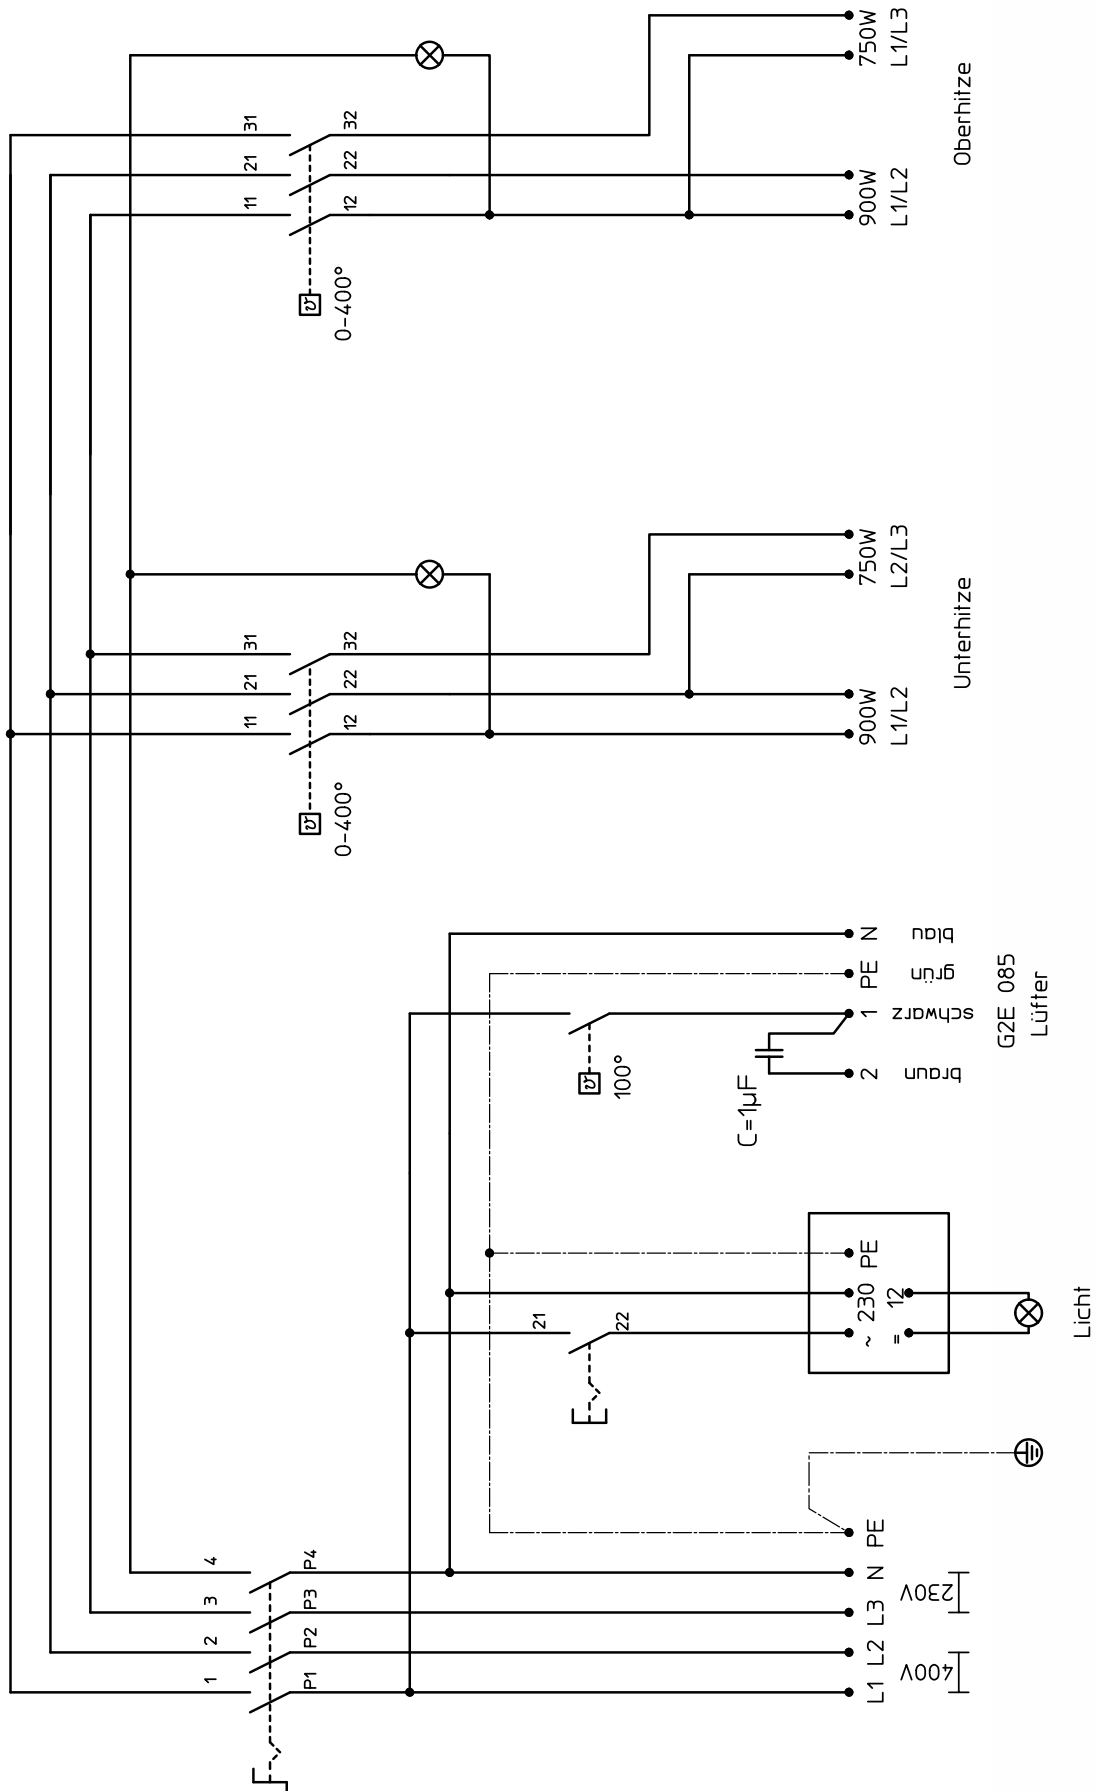 1 2 3 4
11 21 31
11 21 31
P1 P2 P3 P4
ϑ
ϑ
12 22 32
12 22 32
0-400°
0-400°
21
ϑ
22
100°
C=1µF
L1 L2 L3 N PE
~ 230 PE
= 12
2 1 PE N
900W 750W
900W 750W
L1/L2 L2/L3
L1/L2 L1/L3
400V 230V
braun schwarz grün blau
Unterhitze
Oberhitze
G2E 085
Lüfter
Licht